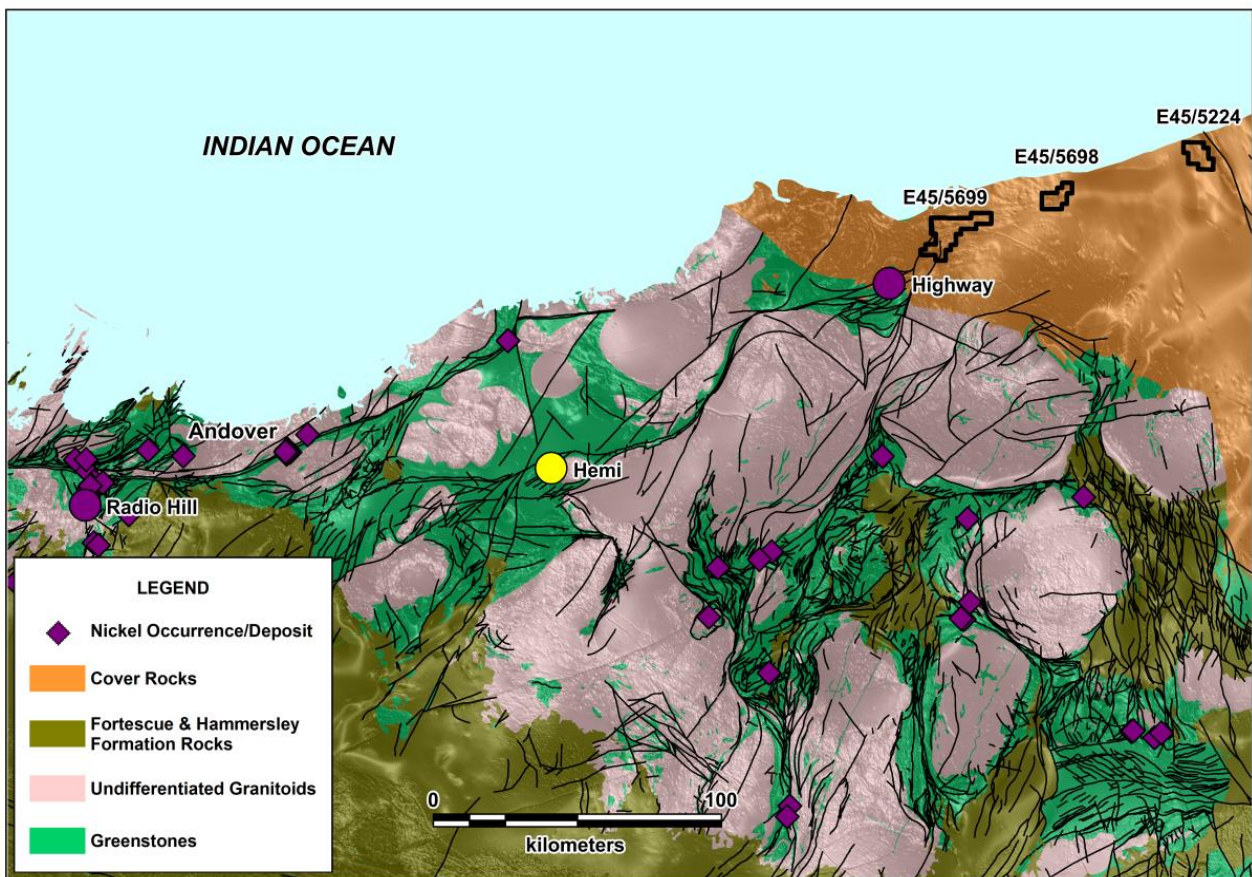 E45/5224
INDIAN OCEAN
E45/5698
E45/5699
Highway
Andover
Hemi
Radio Hill
LEGEND
Nickel Occurrence/Deposit
Cover Rocks
Fortescue & Hammersley
Formation Rocks
Undifferentiated Granitoids
Greenstones
0 100
kilometers